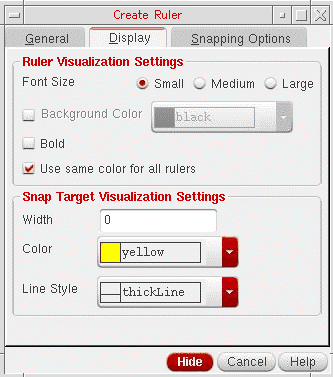 Create Ruler
General Display Snapping Options
Ruler Visualization Settings
Font Size Small Medium Large
Background Color black
Bold
Use same color for all rulers
Snap Target Visualization Settings
Width 0
Color yellow
Line Style thickLine
Hide Cancel Help